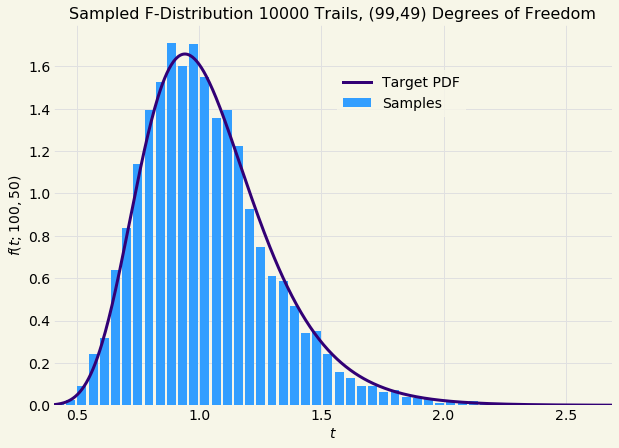 Sampled F-Distribution 10000 Trails, (99,49) Degrees of Freedom
Target PDF
Samples
f(t; 100, 50)
1.6
1.4
1.2
1.0
0.8
0.6
0.4
0.2
0.0
0.5 1.0 1.5 2.0 2.5
t